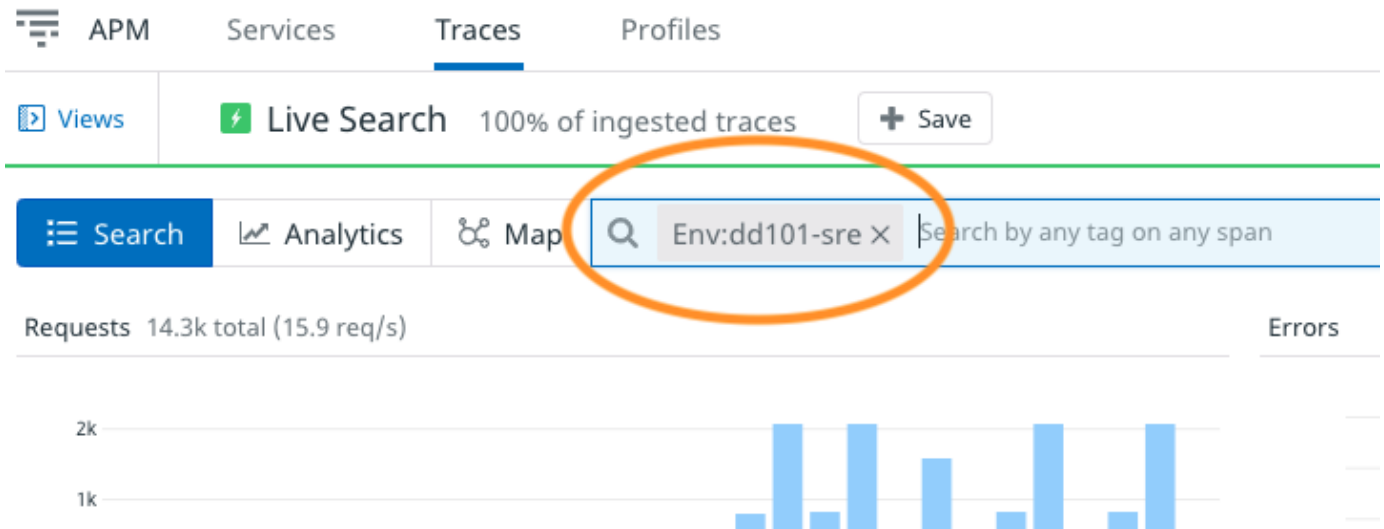 APM Services Traces Profiles
Views Live Search 100% of ingested traces + Save
Search Analytics Map Env:dd101-sre × Search by any tag on any span
Requests 14.3k total (15.9 req/s) Errors
2k
1k